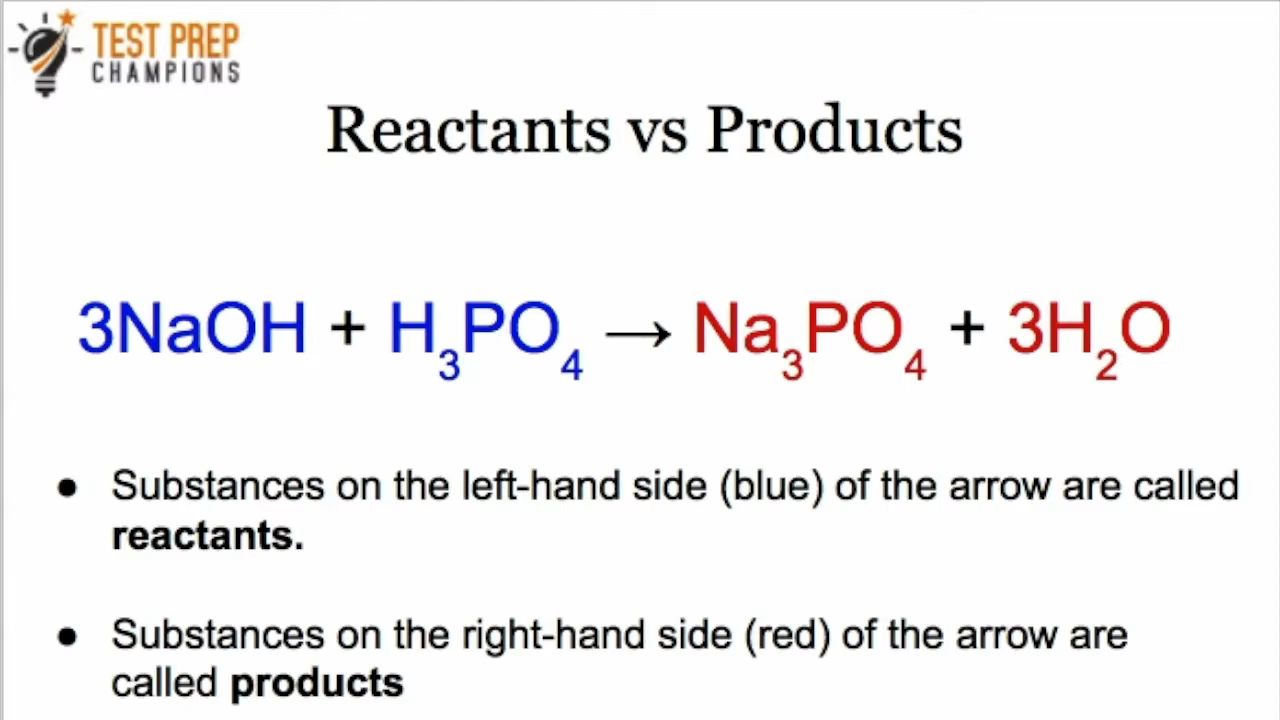 TEST PREP
CHAMPIONS
Reactants vs Products
3NaOH + H₃PO₄ → Na₃PO₄ + 3H₂O
● Substances on the left-hand side (blue) of the arrow are called
reactants.
● Substances on the right-hand side (red) of the arrow are
called products